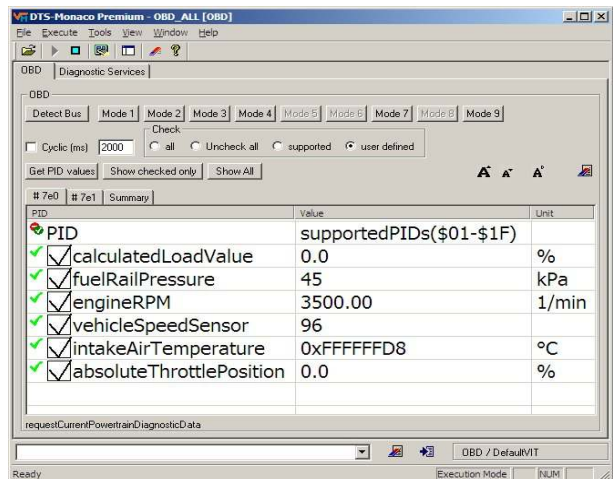 DTS-Monaco Premium - OBD_ALL [OBD]
File Execute Tools View Window Help
OBD Diagnostic Services
OBD
Detect Bus Mode 1 Mode 2 Mode 3 Mode 4 Mode 5 Mode 6 Mode 7 Mode 8 Mode 9
Check
Cyclic (ms) 2000 all Uncheck all supported user defined
Get PID values Show checked only Show All A A A
# 7e0 # 7e1 Summary
PID Value Unit
PID supportedPIDs($01-$1F)
calculatedLoadValue 0.0 %
fuelRailPressure 45 kPa
engineRPM 3500.00 1/min
vehicleSpeedSensor 96
intakeAirTemperature 0xFFFFFFD8 °C
absoluteThrottlePosition 0.0 %
requestCurrentPowertrainDiagnosticData
OBD / DefaultVIT
Ready Execution Mode NUM